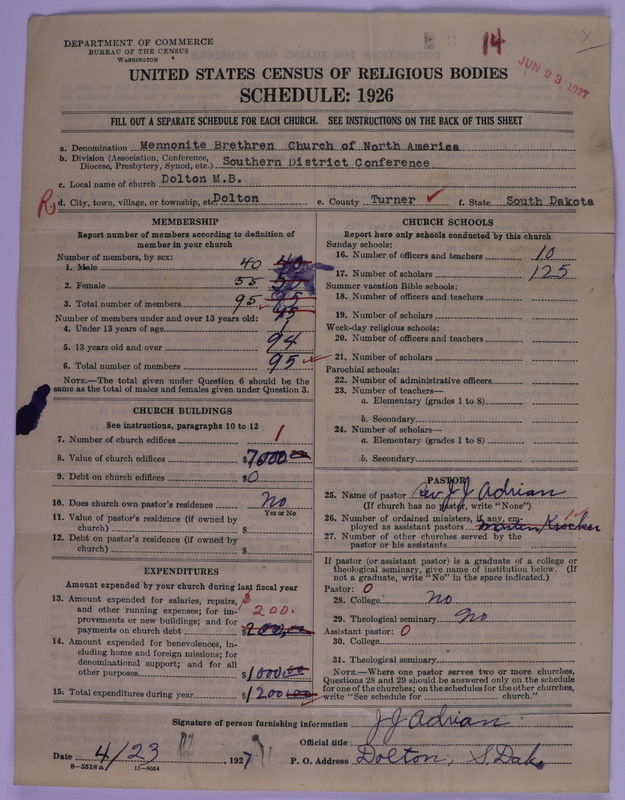 DEPARTMENT OF COMMERCE
BUREAU OF THE CENSUS
WASHINGTON
14
JUN 23 1927
UNITED STATES CENSUS OF RELIGIOUS BODIES
SCHEDULE: 1926
FILL OUT A SEPARATE SCHEDULE FOR EACH CHURCH. SEE INSTRUCTIONS ON THE BACK OF THIS SHEET
a. Denomination Mennonite Brethren Church of North America
b. Division (Association, Conference, Diocese, Presbytery, Synod, etc.) Southern District Conference
c. Local name of church Dolton M.B.
R d. City, town, village, or township, etc. Dolton e. County Turner ✓ f. State South Dakota
MEMBERSHIP
Report number of members according to definition of
member in your church
Number of members, by sex:
1. Male 40 40
2. Female 55 55
3. Total number of members 95 95
Number of members under and over 13 years old: 95
4. Under 13 years of age 1
5. 13 years old and over 94
6. Total number of members 95 ✓
NOTE.—The total given under Question 6 should be the
same as the total of males and females given under Question 3.
CHURCH BUILDINGS
See instructions, paragraphs 10 to 12
7. Number of church edifices 1
8. Value of church edifices $7000.00
9. Debt on church edifices $0
10. Does church own pastor's residence No
Yes or No
11. Value of pastor's residence (if owned by
church) $
12. Debt on pastor's residence (if owned by
church) $
EXPENDITURES
Amount expended by your church during last fiscal year
13. Amount expended for salaries, repairs, $
and other running expenses; for im- 200.
provements or new buildings; and for
payments on church debt $200.00
14. Amount expended for benevolences, in-
cluding home and foreign missions; for
denominational support; and for all
other purposes $1000.00
15. Total expenditures during year $1200.00
CHURCH SCHOOLS
Report here only schools conducted by this church
Sunday schools:
16. Number of officers and teachers 10
17. Number of scholars 125
Summer vacation Bible schools:
18. Number of officers and teachers
19. Number of scholars
Week-day religious schools:
20. Number of officers and teachers
21. Number of scholars
Parochial schools:
22. Number of administrative officers
23. Number of teachers—
a. Elementary (grades 1 to 8)
b. Secondary
24. Number of scholars—
a. Elementary (grades 1 to 8)
b. Secondary
PASTOR
25. Name of pastor Rev J J Adrian
(If church has no pastor, write "None")
26. Number of ordained ministers, if any, em-
ployed as assistant pastors Kroeker
27. Number of other churches served by the
pastor or his assistants
If pastor (or assistant pastor) is a graduate of a college or
theological seminary, give name of institution below. (If
not a graduate, write "No" in the space indicated.)
Pastor: 0
28. College No
29. Theological seminary No
Assistant pastor: 0
30. College
31. Theological seminary
NOTE.—Where one pastor serves two or more churches,
Questions 28 and 29 should be answered only on the schedule
for one of the churches; on the schedules for the other churches,
write "See schedule for church."
Signature of person furnishing information J J Adrian
Official title
Date 4/23, 1927 P. O. Address Dolton, S. Dak.
8-5518 a 11-9034